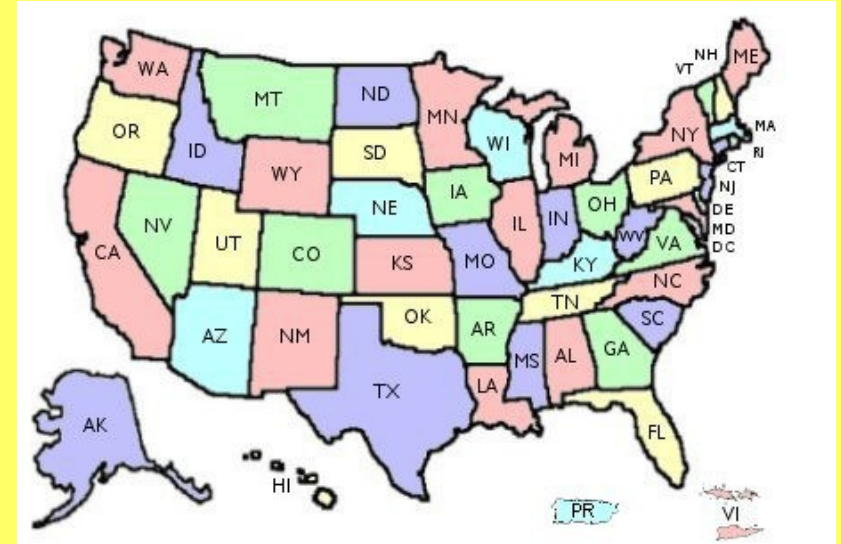 WA
MT
ND
MN
OR
ID
WY
SD
WI
MI
NY
VT
NH
ME
MA
RI
CT
NJ
PA
DE
MD
DC
CA
NV
UT
CO
NE
IA
IL
IN
OH
WV
VA
KS
MO
KY
NC
TN
AZ
NM
OK
AR
SC
TX
MS
AL
GA
LA
FL
AK
HI
PR
VI